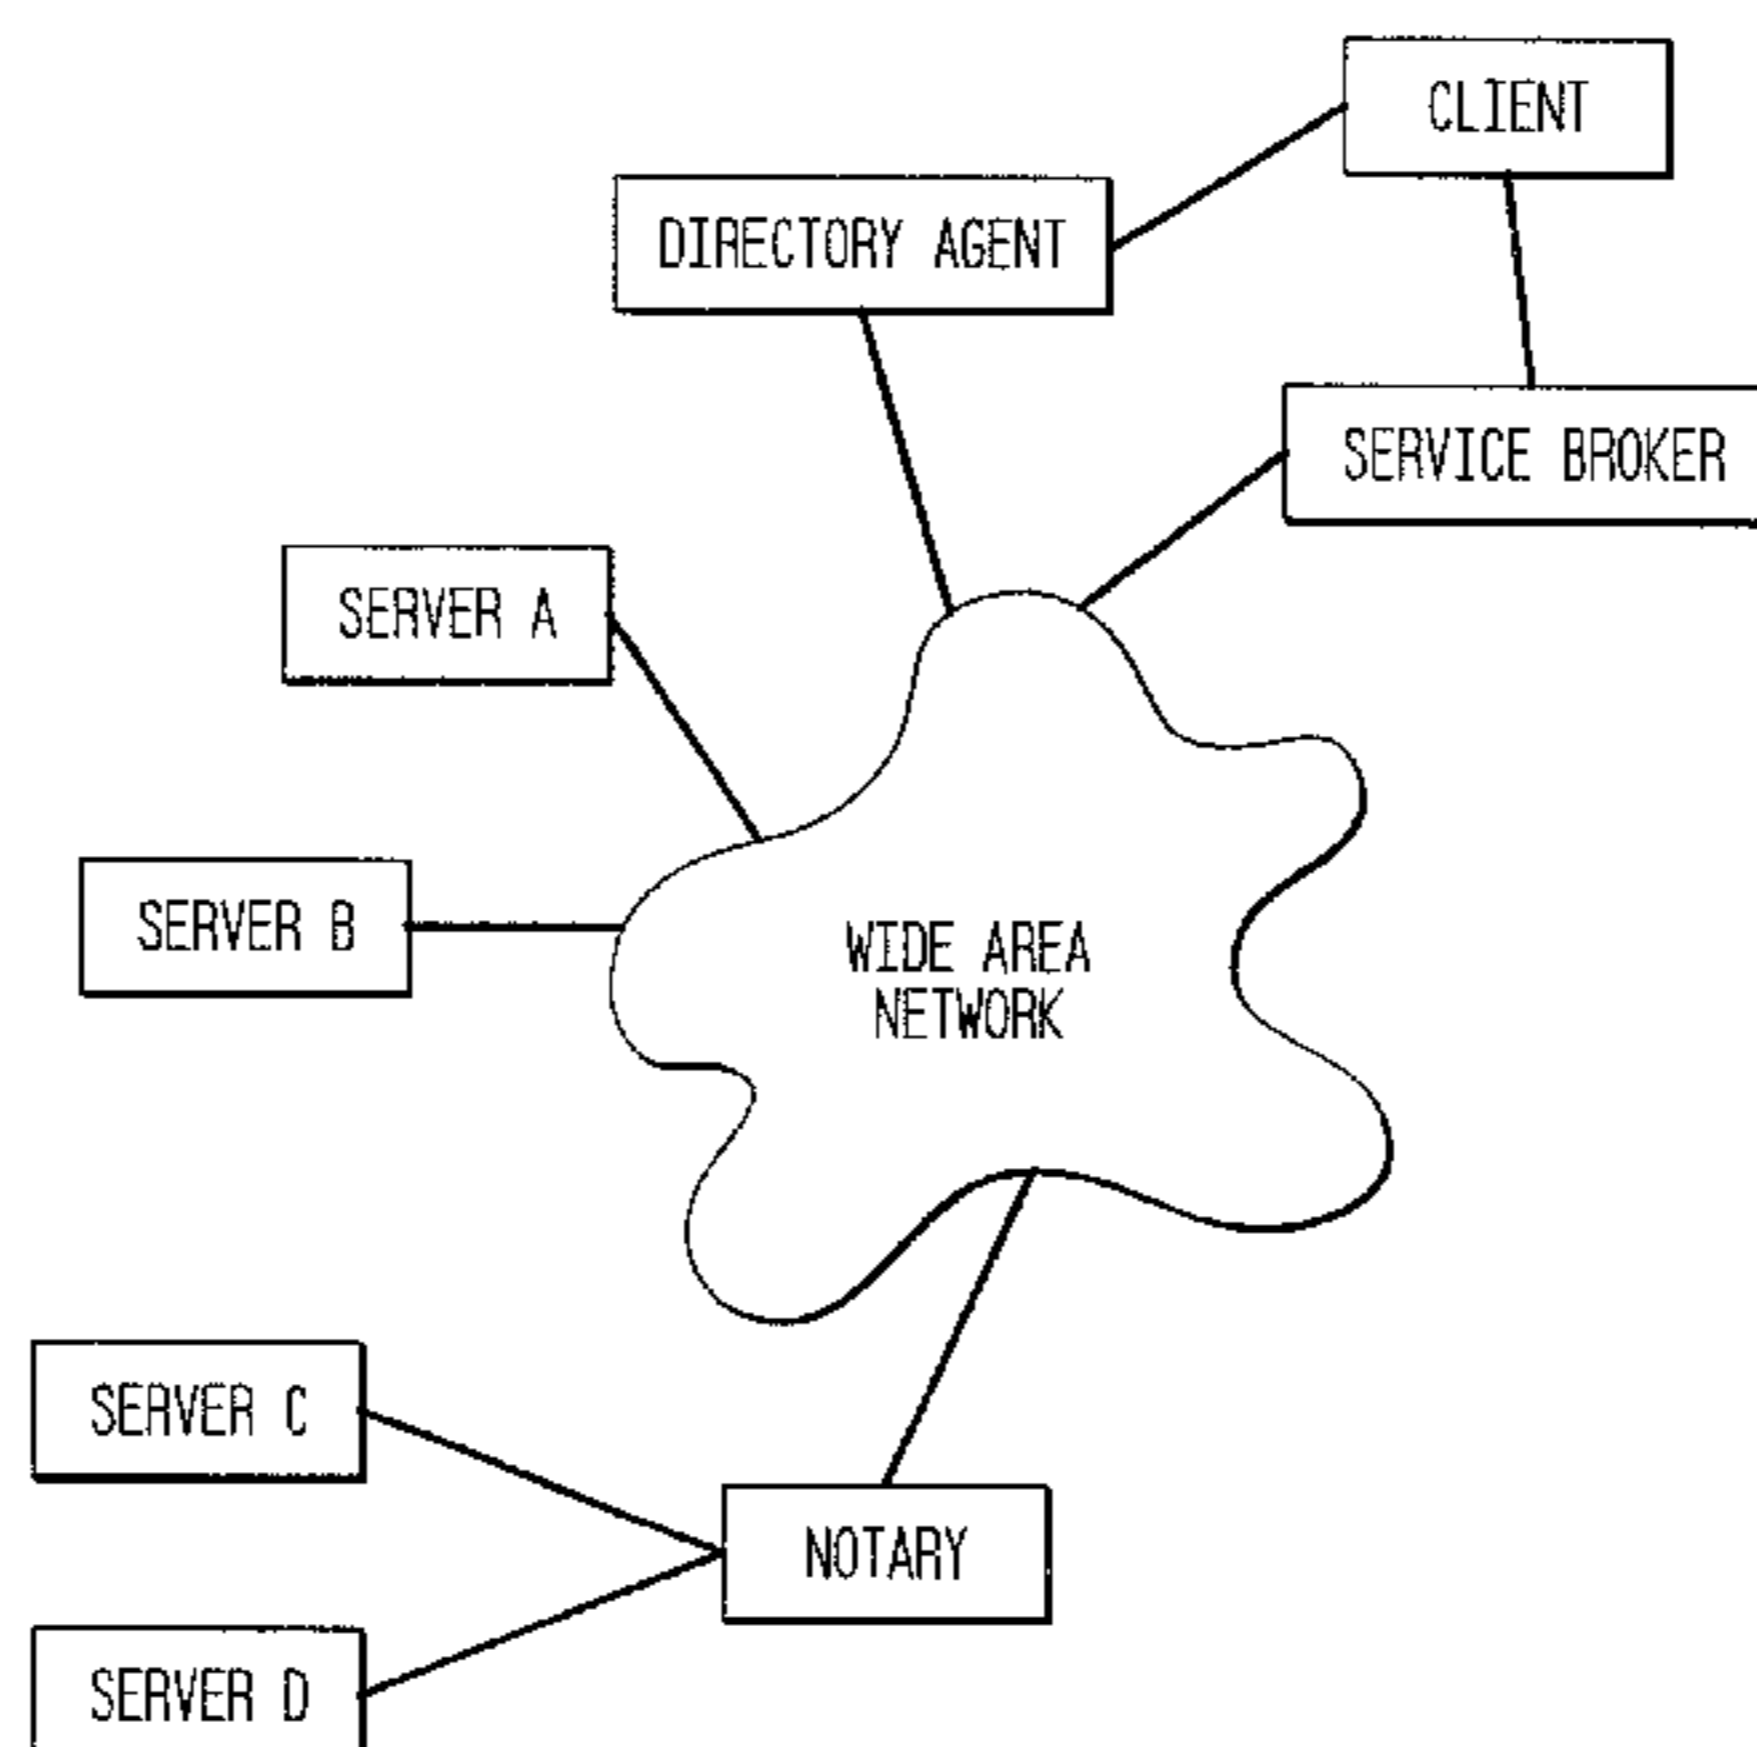 CLIENT
DIRECTORY AGENT
SERVICE BROKER
SERVER A
SERVER B
WIDE AREA
NETWORK
SERVER C
NOTARY
SERVER D